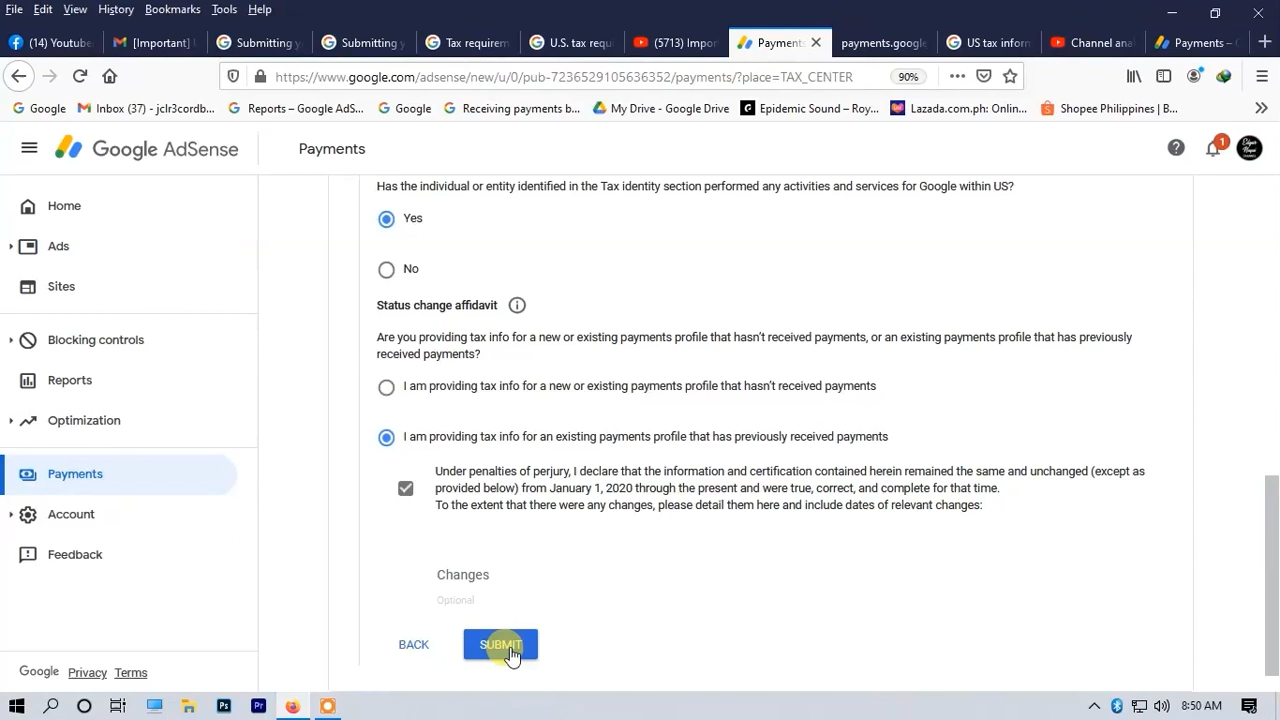 File Edit View History Bookmarks Tools Help
(14) Youtube
[Important]
Submitting y
Submitting y
Tax requirem
U.S. tax requ
(5713) Impor
Payments
payments.google
US tax inform
Channel anal
Payments –
https://www.google.com/adsense/new/u/0/pub-7236529105636352/payments/?place=TAX_CENTER
90%
Google
Inbox (37) - jclr3cordb...
Reports – Google AdS...
Google
Receiving payments b...
My Drive - Google Drive
Epidemic Sound – Roy...
Lazada.com.ph: Onlin...
Shopee Philippines | B...
Google AdSense
Payments
1
Home
Ads
Sites
Blocking controls
Reports
Optimization
Payments
Account
Feedback
Google Privacy Terms
Has the individual or entity identified in the Tax identity section performed any activities and services for Google within US?
Yes
No
Status change affidavit
Are you providing tax info for a new or existing payments profile that hasn't received payments, or an existing payments profile that has previously
received payments?
I am providing tax info for a new or existing payments profile that hasn't received payments
I am providing tax info for an existing payments profile that has previously received payments
Under penalties of perjury, I declare that the information and certification contained herein remained the same and unchanged (except as
provided below) from January 1, 2020 through the present and were true, correct, and complete for that time.
To the extent that there were any changes, please detail them here and include dates of relevant changes:
Changes
Optional
BACK SUBMIT
Ps
Pr
8:50 AM